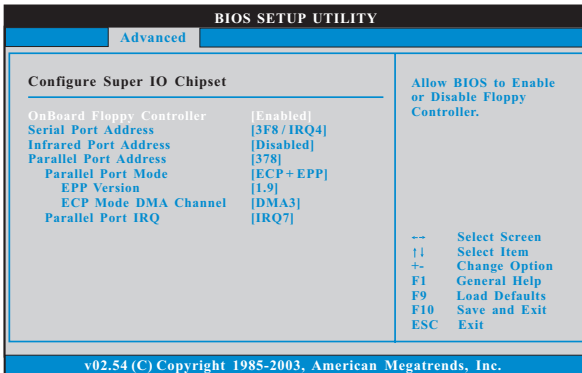 BIOS SETUP UTILITY
Advanced
Configure Super IO Chipset
OnBoard Floppy Controller [Enabled]
Serial Port Address [3F8 / IRQ4]
Infrared Port Address [Disabled]
Parallel Port Address [378]
Parallel Port Mode [ECP + EPP]
EPP Version [1.9]
ECP Mode DMA Channel [DMA3]
Parallel Port IRQ [IRQ7]
Allow BIOS to Enable
or Disable Floppy
Controller.
←→ Select Screen
↑↓ Select Item
+- Change Option
F1 General Help
F9 Load Defaults
F10 Save and Exit
ESC Exit
v02.54 (C) Copyright 1985-2003, American Megatrends, Inc.